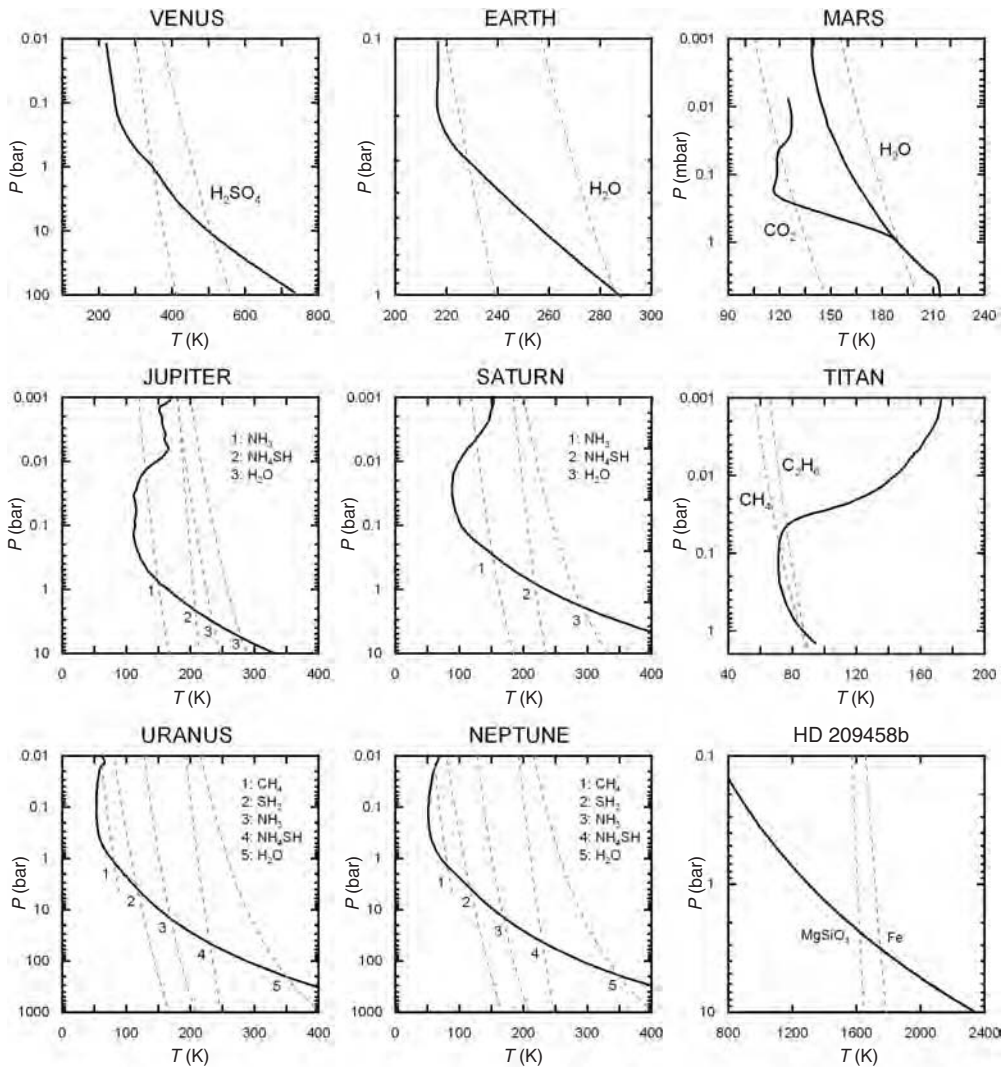 VENUS
0.01
0.1
1
10
100
P (bar)
H₂SO₄
200 400 600 800
T (K)
EARTH
0.1
1
P (bar)
H₂O
200 220 240 260 280 300
T (K)
MARS
0.001
0.01
0.1
1
P (mbar)
H₂O
CO₂
90 120 150 180 210 240
T (K)
JUPITER
0.001
0.01
0.1
1
10
P (bar)
1: NH₃
2: NH₄SH
3: H₂O
1
2
3
3
0 100 200 300 400
T (K)
SATURN
0.001
0.01
0.1
1
10
P (bar)
1: NH₃
2: NH₄SH
3: H₂O
1
2
3
0 100 200 300 400
T (K)
TITAN
0.001
0.01
0.1
1
P (bar)
C₂H₆
CH₄
40 80 120 160 200
T (K)
URANUS
0.01
0.1
1
10
100
1000
P (bar)
1: CH₄
2: SH₂
3: NH₃
4: NH₄SH
5: H₂O
1
2
3
4
5
0 100 200 300 400
T (K)
NEPTUNE
0.01
0.1
1
10
100
1000
P (bar)
1: CH₄
2: SH₂
3: NH₃
4: NH₄SH
5: H₂O
1
2
3
4
5
0 100 200 300 400
T (K)
HD 209458b
0.1
1
10
P (bar)
MgSiO₃
Fe
800 1200 1600 2000 2400
T (K)